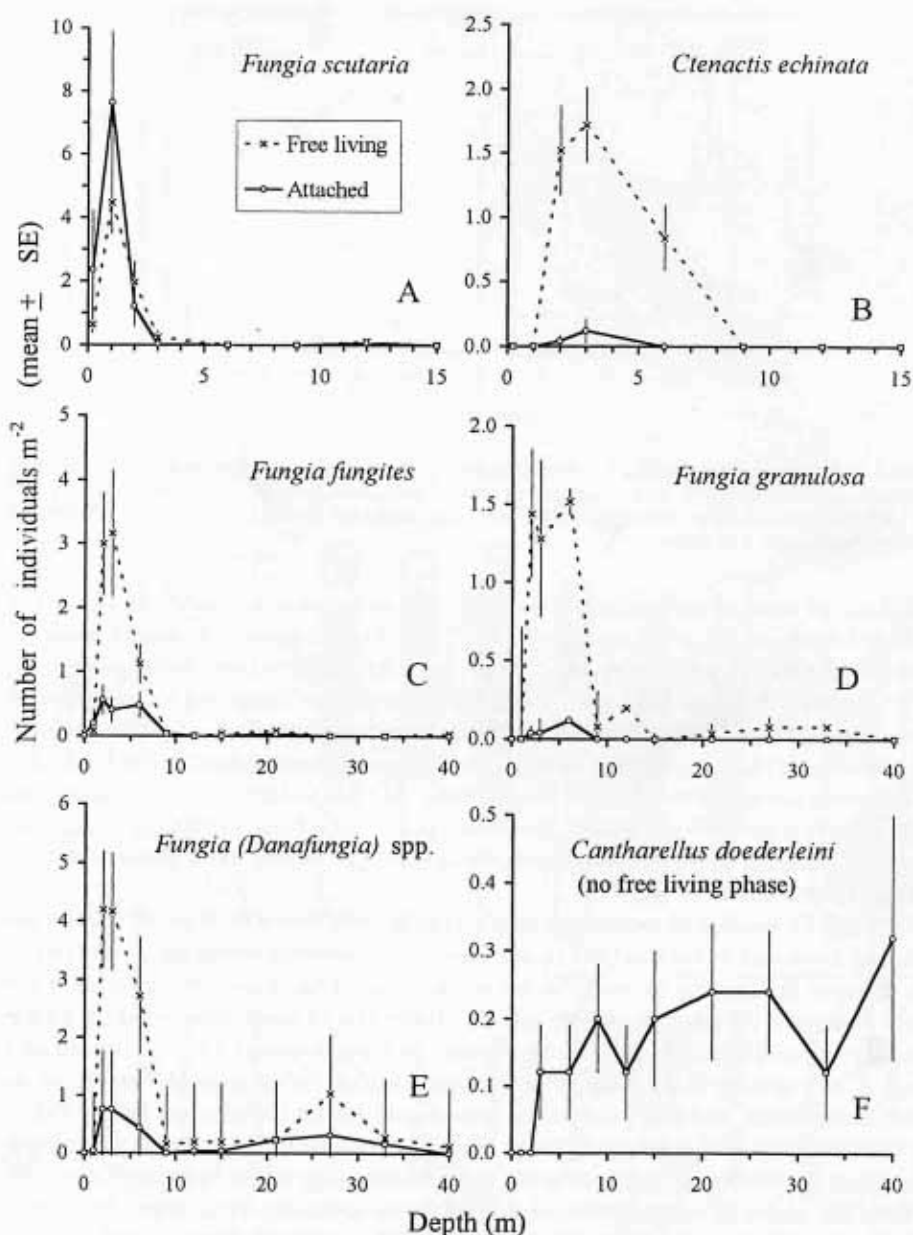 10
8
6
4
2
0
Fungia scutaria
Free living
Attached
A
0 5 10 15
2.5
2.0
1.5
1.0
0.5
0.0
Ctenactis echinata
B
0 5 10 15
Number of individuals m⁻² (mean ± SE)
5
4
3
2
1
0
Fungia fungites
C
0 10 20 30 40
2.0
1.5
1.0
0.5
0.0
Fungia granulosa
D
0 10 20 30 40
6
5
4
3
2
1
0
Fungia (Danafungia) spp.
E
0 10 20 30 40
0.5
0.4
0.3
0.2
0.1
0.0
Cantharellus doederleini
(no free living phase)
F
0 10 20 30 40
Depth (m)